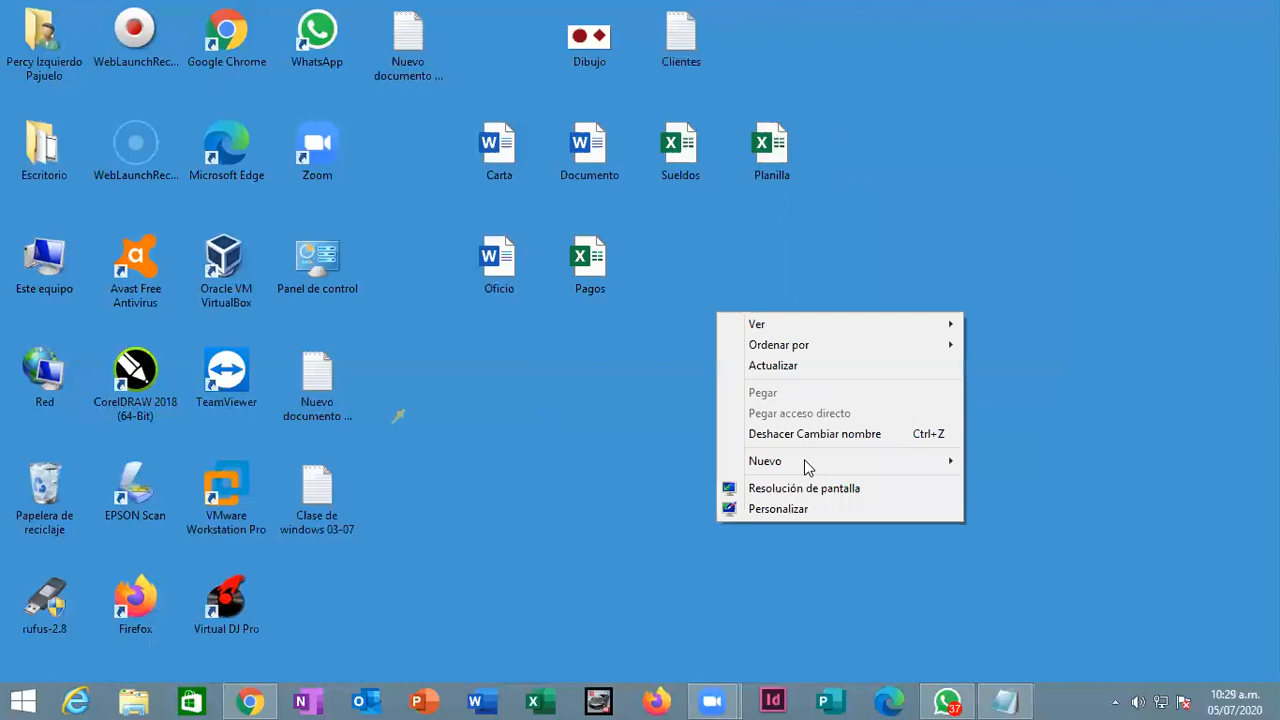 Percy Izquierdo
Pajuelo
WebLaunchRec...
Google Chrome
WhatsApp
Nuevo
documento ...
Dibujo
Clientes
Escritorio
WebLaunchRec...
Microsoft Edge
Zoom
Carta
Documento
Sueldos
Planilla
Este equipo
Avast Free
Antivirus
Oracle VM
VirtualBox
Panel de control
Oficio
Pagos
Red
CorelDRAW 2018
(64-Bit)
TeamViewer
Nuevo
documento ...
Papelera de
reciclaje
EPSON Scan
VMware
Workstation Pro
Clase de
windows 03-07
rufus-2.8
Firefox
Virtual DJ Pro
Ver
Ordenar por
Actualizar
Pegar
Pegar acceso directo
Deshacer Cambiar nombre Ctrl+Z
Nuevo
Resolución de pantalla
Personalizar
37
10:29 a.m.
05/07/2020